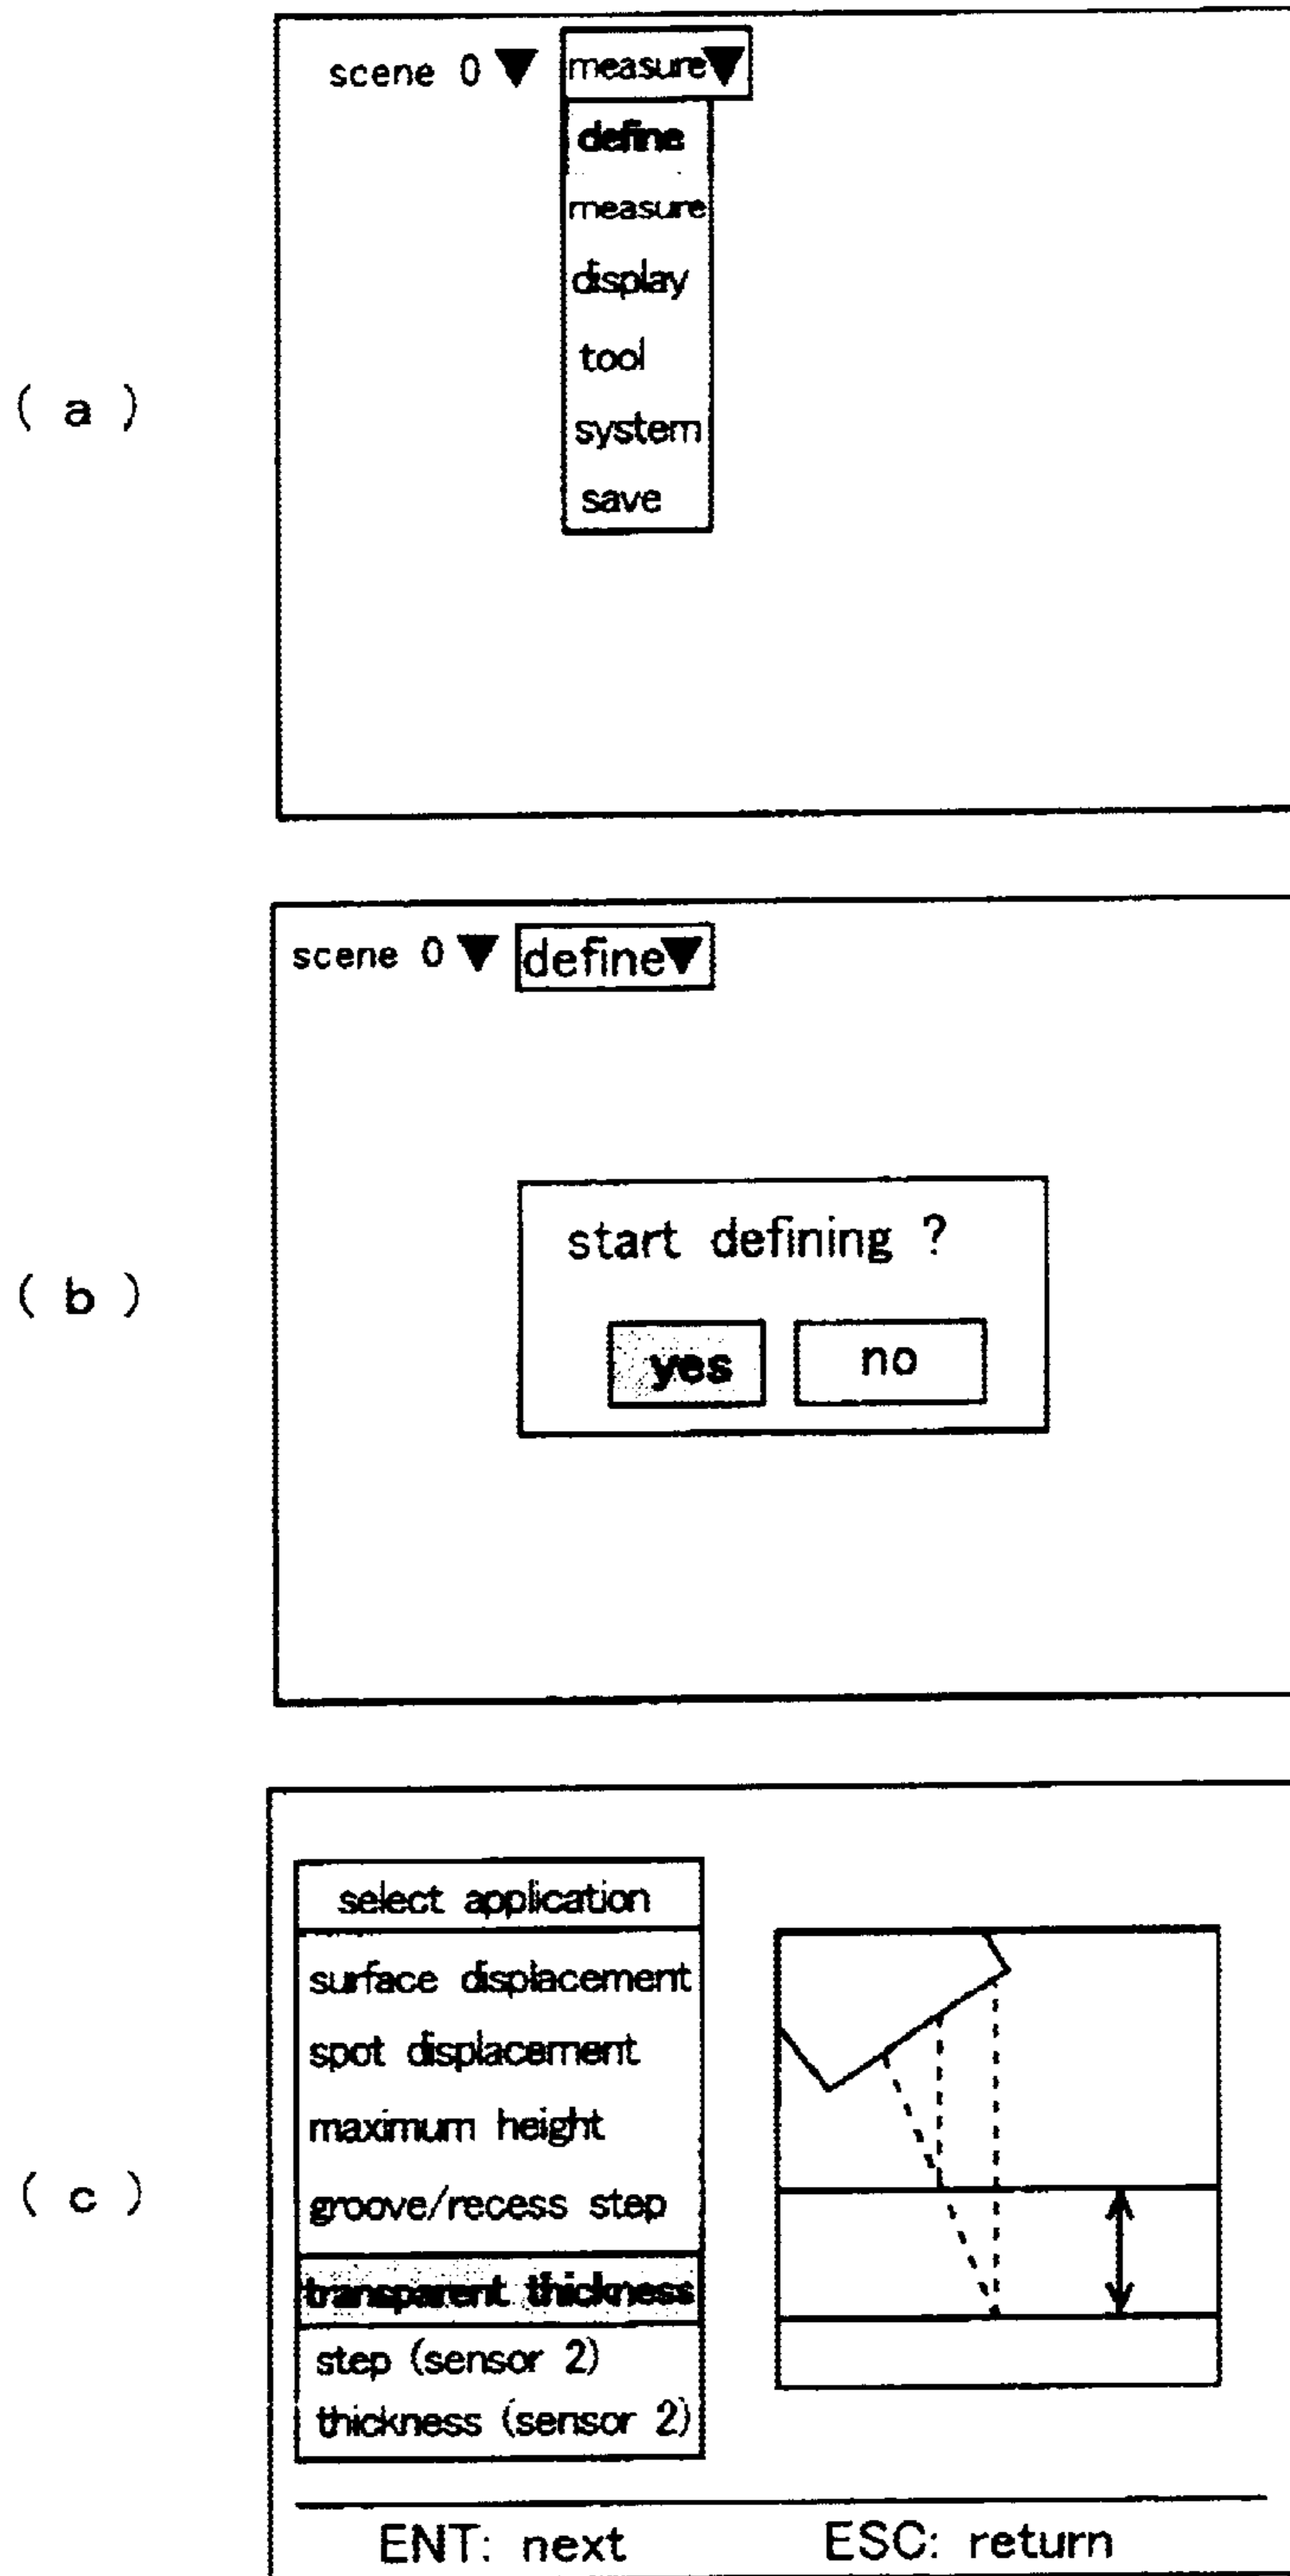 scene 0 ▼ measure▼
define
measure
display
tool
system
save
( a )
scene 0 ▼ define▼
start defining ?
yes no
( b )
select application
surface displacement
spot displacement
maximum height
groove/recess step
transparent thickness
step (sensor 2)
thickness (sensor 2)
( c )
ENT: next ESC: return